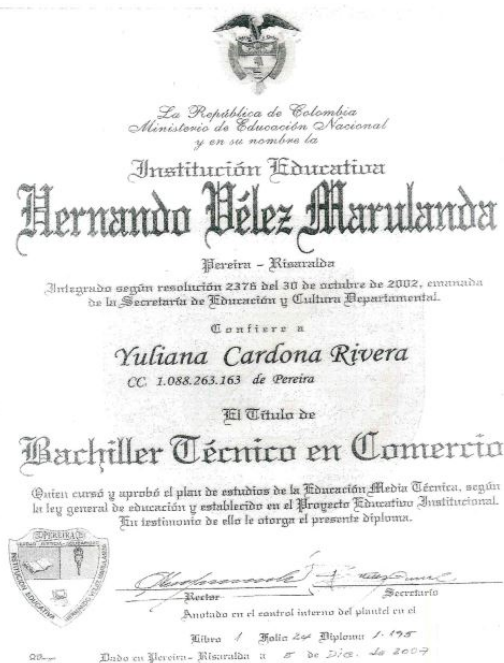 La República de Colombia
Ministerio de Educación Nacional
y en su nombre la
Institución Educativa
Hernando Vélez Marulanda
Pereira - Risaralda
Integrado según resolución 2376 del 30 de octubre de 2002, emanada
de la Secretaría de Educación y Cultura Departamental.
Confiere a
Yuliana Cardona Rivera
CC 1.088.263.163 de Pereira
El Título de
Bachiller Técnico en Comercio
Quien cursó y aprobó el plan de estudios de la Educación Media Técnica, según
la ley general de educación y establecido en el Proyecto Educativo Institucional.
En testimonio de ello le otorga el presente diploma.
INSTITUCIÓN EDUCATIVA
HERNANDO VÉLEZ MARULANDA
Rector Secretario
Anotado en el control interno del plantel en el
Libro 1 Folio 24 Diploma 1-195
Dado en Pereira- Risaralda a 5 de Dic. de 2007